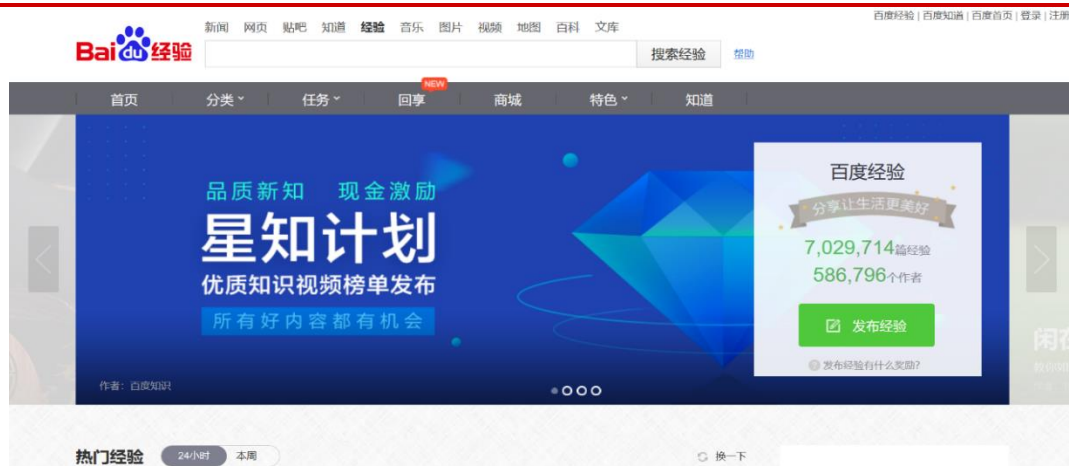 百度经验 | 百度知道 | 百度首页 | 登录 | 注册
新闻 网页 贴吧 知道 经验 音乐 图片 视频 地图 百科 文库
Bai du 经验
搜索经验 帮助
首页 分类 任务 回享 NEW 商城 特色 知道
品质新知 现金激励
星知计划
优质知识视频榜单发布
所有好内容都有机会
作者：百度知识
百度经验
分享让生活更美好
7,029,714篇经验
586,796个作者
发布经验
发布经验有什么奖励?
热门经验 24小时 本周 换一下